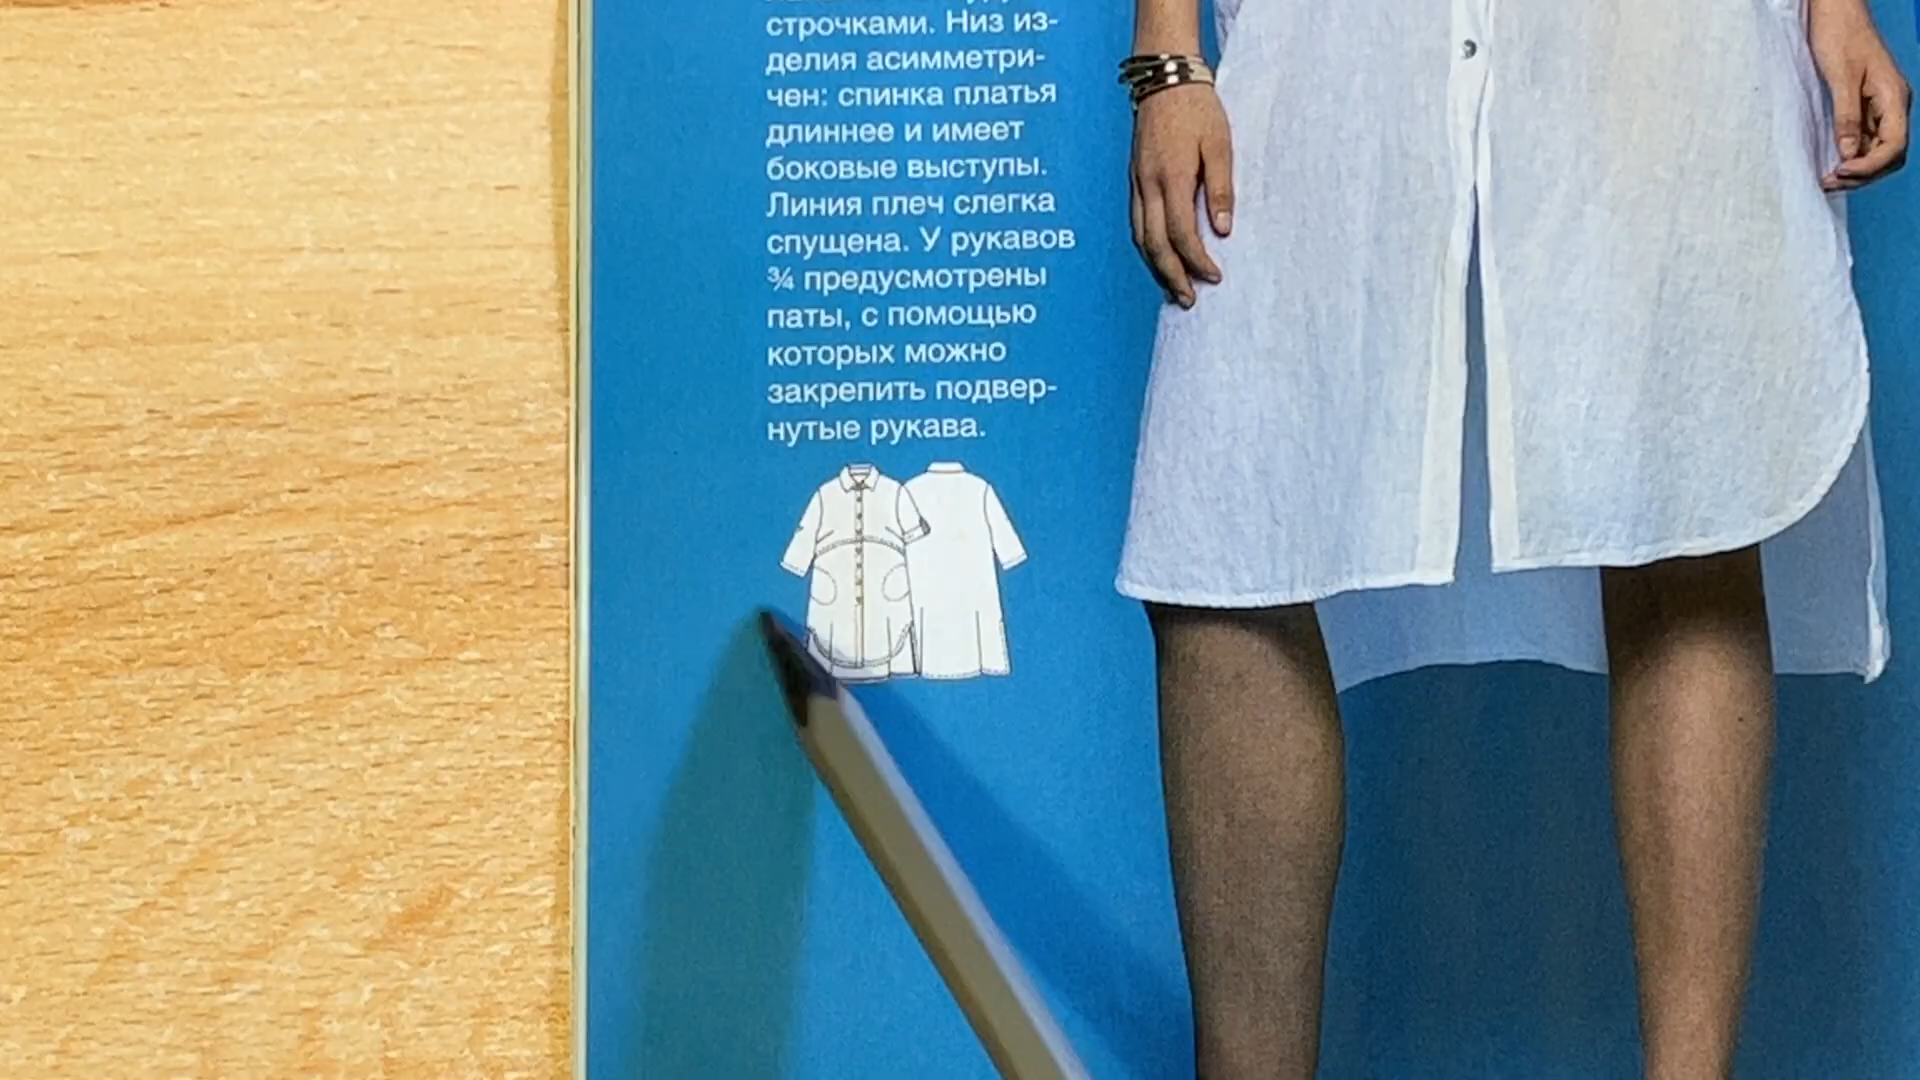 строчками. Низ из-
делия асимметри-
чен: спинка платья
длиннее и имеет
боковые выступы.
Линия плеч слегка
спущена. У рукавов
¾ предусмотрены
паты, с помощью
которых можно
закрепить подвер-
нутые рукава.